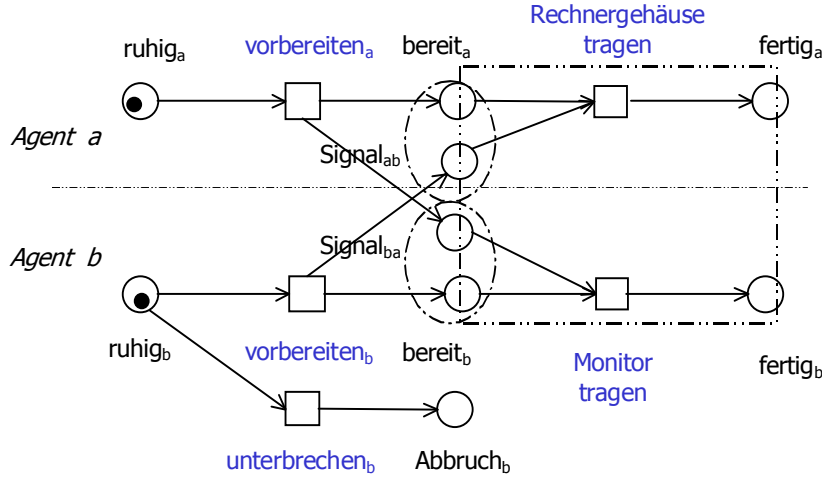 Rechnergehäuse
tragen
ruhigₐ vorbereitenₐ bereitₐ fertigₐ
Agent a
Signalₐb
Signalbₐ
Agent b
ruhigb vorbereitenb bereitb Monitor fertigb
tragen
unterbrechenb Abbruchb